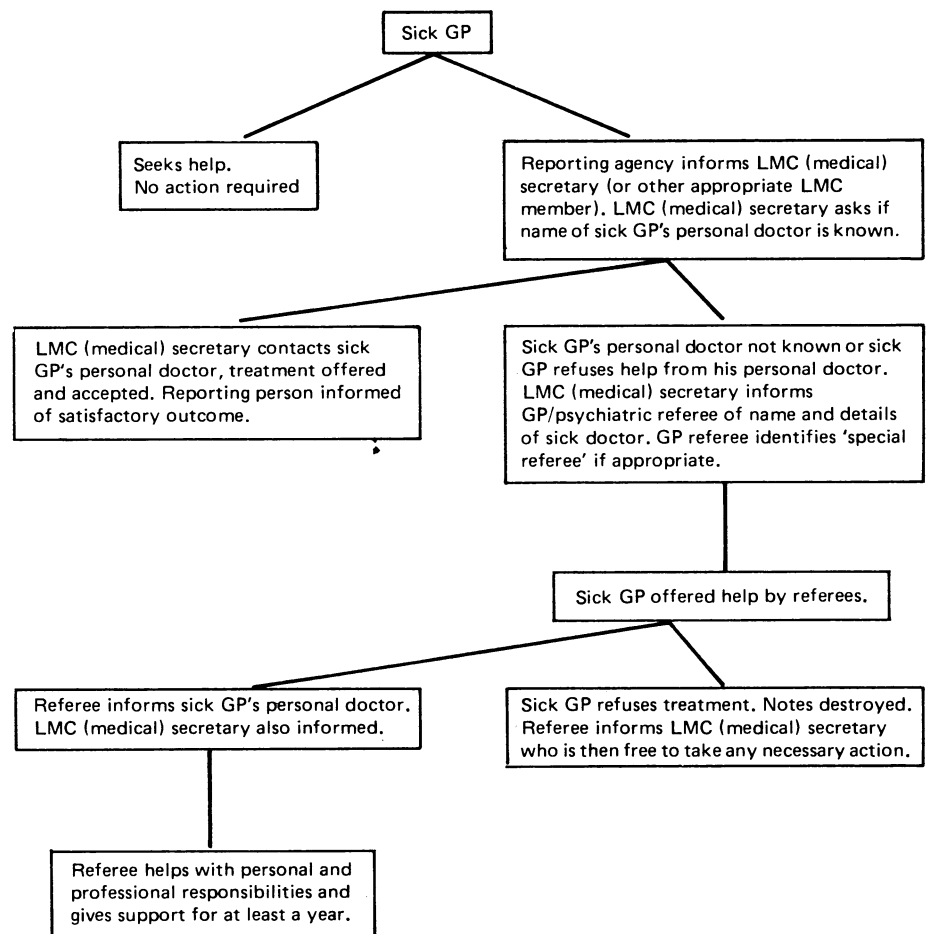 Sick GP
Seeks help.
No action required
Reporting agency informs LMC (medical)
secretary (or other appropriate LMC
member). LMC (medical) secretary asks if
name of sick GP's personal doctor is known.
LMC (medical) secretary contacts sick
GP's personal doctor, treatment offered
and accepted. Reporting person informed
of satisfactory outcome.
Sick GP's personal doctor not known or sick
GP refuses help from his personal doctor.
LMC (medical) secretary informs
GP/psychiatric referee of name and details
of sick doctor. GP referee identifies 'special
referee' if appropriate.
Sick GP offered help by referees.
Referee informs sick GP's personal doctor.
LMC (medical) secretary also informed.
Sick GP refuses treatment. Notes destroyed.
Referee informs LMC (medical) secretary
who is then free to take any necessary action.
Referee helps with personal and
professional responsibilities and
gives support for at least a year.